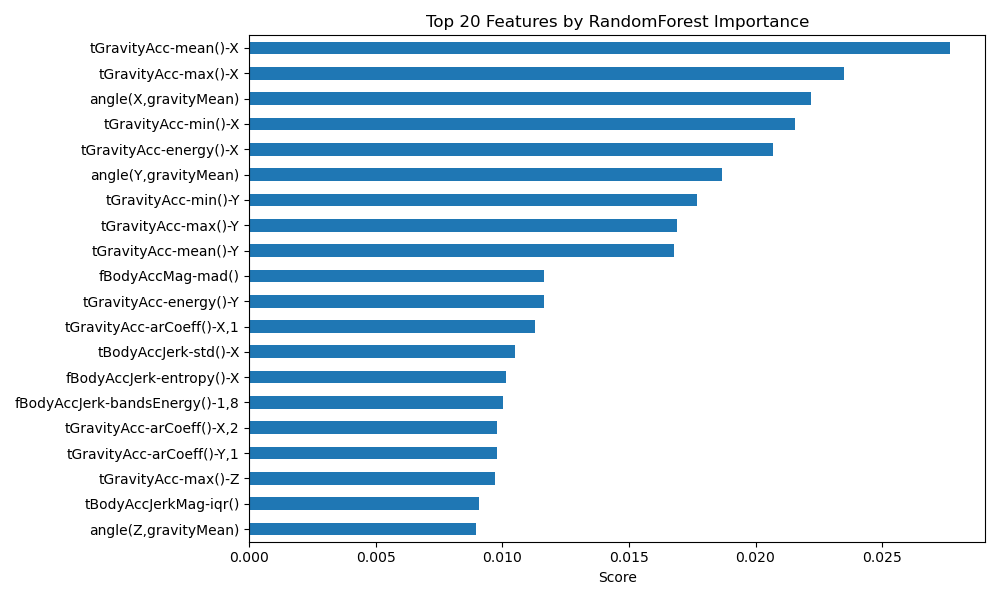 Top 20 Features by RandomForest Importance
tGravityAcc-mean()-X
tGravityAcc-max()-X
angle(X,gravityMean)
tGravityAcc-min()-X
tGravityAcc-energy()-X
angle(Y,gravityMean)
tGravityAcc-min()-Y
tGravityAcc-max()-Y
tGravityAcc-mean()-Y
fBodyAccMag-mad()
tGravityAcc-energy()-Y
tGravityAcc-arCoeff()-X,1
tBodyAccJerk-std()-X
fBodyAccJerk-entropy()-X
fBodyAccJerk-bandsEnergy()-1,8
tGravityAcc-arCoeff()-X,2
tGravityAcc-arCoeff()-Y,1
tGravityAcc-max()-Z
tBodyAccJerkMag-iqr()
angle(Z,gravityMean)
0.000 0.005 0.010 0.015 0.020 0.025
Score